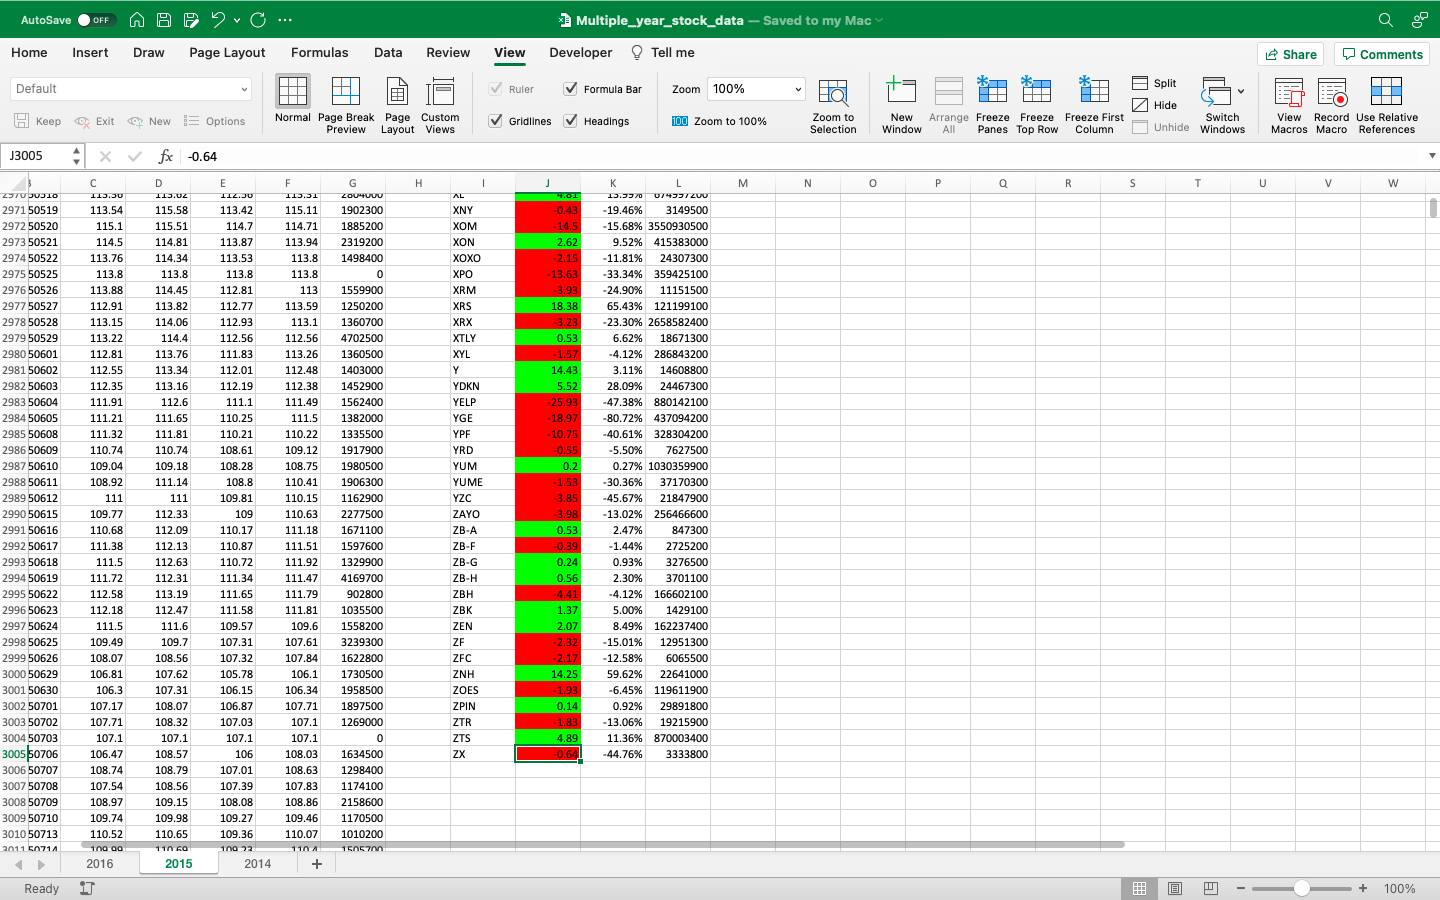 AutoSave OFF Multiple_year_stock_data — Saved to my Mac
Home Insert Draw Page Layout Formulas Data Review View Developer Tell me Share Comments
Default Ruler Formula Bar Zoom 100% Split
Keep Exit New Options Gridlines Headings Zoom to 100% Hide Unhide
Normal Page Break Preview Page Layout Custom Views Zoom to Selection New Window Arrange All Freeze Panes Freeze Top Row Freeze First Column Switch Windows View Macros Record Macro Use Relative References
J3005 fx -0.64
C D E F G H I J K L M N O P Q R S T U V W
2971 50519 113.54 115.58 113.42 115.11 1902300 XNY -0.43 -19.46% 3149500
2972 50520 115.1 115.51 114.7 114.71 1885200 XOM -14.5 -15.68% 3550930500
2973 50521 114.5 114.81 113.87 113.94 2319200 XON 2.62 9.52% 415383000
2974 50522 113.76 114.34 113.53 113.8 1498400 XOXO -2.15 -11.81% 24307300
2975 50525 113.8 113.8 113.8 113.8 0 XPO -13.63 -33.34% 359425100
2976 50526 113.88 114.45 112.81 113 1559900 XRM -3.93 -24.90% 11151500
2977 50527 112.91 113.82 112.77 113.59 1250200 XRS 18.38 65.43% 121199100
2978 50528 113.15 114.06 112.93 113.1 1360700 XRX -3.23 -23.30% 2658582400
2979 50529 113.22 114.4 112.56 112.56 4702500 XTLY 0.53 6.62% 18671300
2980 50601 112.81 113.76 111.83 113.26 1360500 XYL -1.57 -4.12% 286843200
2981 50602 112.55 113.34 112.01 112.48 1403000 Y 14.43 3.11% 14608800
2982 50603 112.35 113.16 112.19 112.38 1452900 YDKN 5.52 28.09% 24467300
2983 50604 111.91 112.6 111.1 111.49 1562400 YELP -25.93 -47.38% 880142100
2984 50605 111.21 111.65 110.25 111.5 1382000 YGE -18.97 -80.72% 437094200
2985 50608 111.32 111.81 110.21 110.22 1335500 YPF -10.75 -40.61% 328304200
2986 50609 110.74 110.74 108.61 109.12 1917900 YRD -0.55 -5.50% 7627500
2987 50610 109.04 109.18 108.28 108.75 1980500 YUM 0.2 0.27% 1030359900
2988 50611 108.92 111.14 108.8 110.41 1906300 YUME -1.53 -30.36% 37170300
2989 50612 111 111 109.81 110.15 1162900 YZC -3.85 -45.67% 21847900
2990 50615 109.77 112.33 109 110.63 2277500 ZAYO -3.98 -13.02% 256466600
2991 50616 110.68 112.09 110.17 111.18 1671100 ZB-A 0.53 2.47% 847300
2992 50617 111.38 112.13 110.87 111.51 1597600 ZB-F -0.39 -1.44% 2725200
2993 50618 111.5 112.63 110.72 111.92 1329900 ZB-G 0.24 0.93% 3276500
2994 50619 111.72 112.31 111.34 111.47 4169700 ZB-H 0.56 2.30% 3701100
2995 50622 112.58 113.19 111.65 111.79 902800 ZBH -4.41 -4.12% 166602100
2996 50623 112.18 112.47 111.58 111.81 1035500 ZBK 1.37 5.00% 1429100
2997 50624 111.5 111.6 109.57 109.6 1558200 ZEN 2.07 8.49% 162237400
2998 50625 109.49 109.7 107.31 107.61 3239300 ZF -2.32 -15.01% 12951300
2999 50626 108.07 108.56 107.32 107.84 1622800 ZFC -2.17 -12.58% 6065500
3000 50629 106.81 107.62 105.78 106.1 1730500 ZNH 14.25 59.62% 22641000
3001 50630 106.3 107.31 106.15 106.34 1958500 ZOES -1.93 -6.45% 119611900
3002 50701 107.17 108.07 106.87 107.71 1897500 ZPIN 0.14 0.92% 29891800
3003 50702 107.71 108.32 107.03 107.1 1269000 ZTR -1.83 -13.06% 19215900
3004 50703 107.1 107.1 107.1 107.1 0 ZTS 4.89 11.36% 870003400
3005 50706 106.47 108.57 106 108.03 1634500 ZX -0.64 -44.76% 3333800
3006 50707 108.74 108.79 107.01 108.63 1298400
3007 50708 107.54 108.56 107.39 107.83 1174100
3008 50709 108.97 109.15 108.08 108.86 2158600
3009 50710 109.74 109.98 109.27 109.46 1170500
3010 50713 110.52 110.65 109.36 110.07 1010200
2016 2015 2014 +
Ready 100%